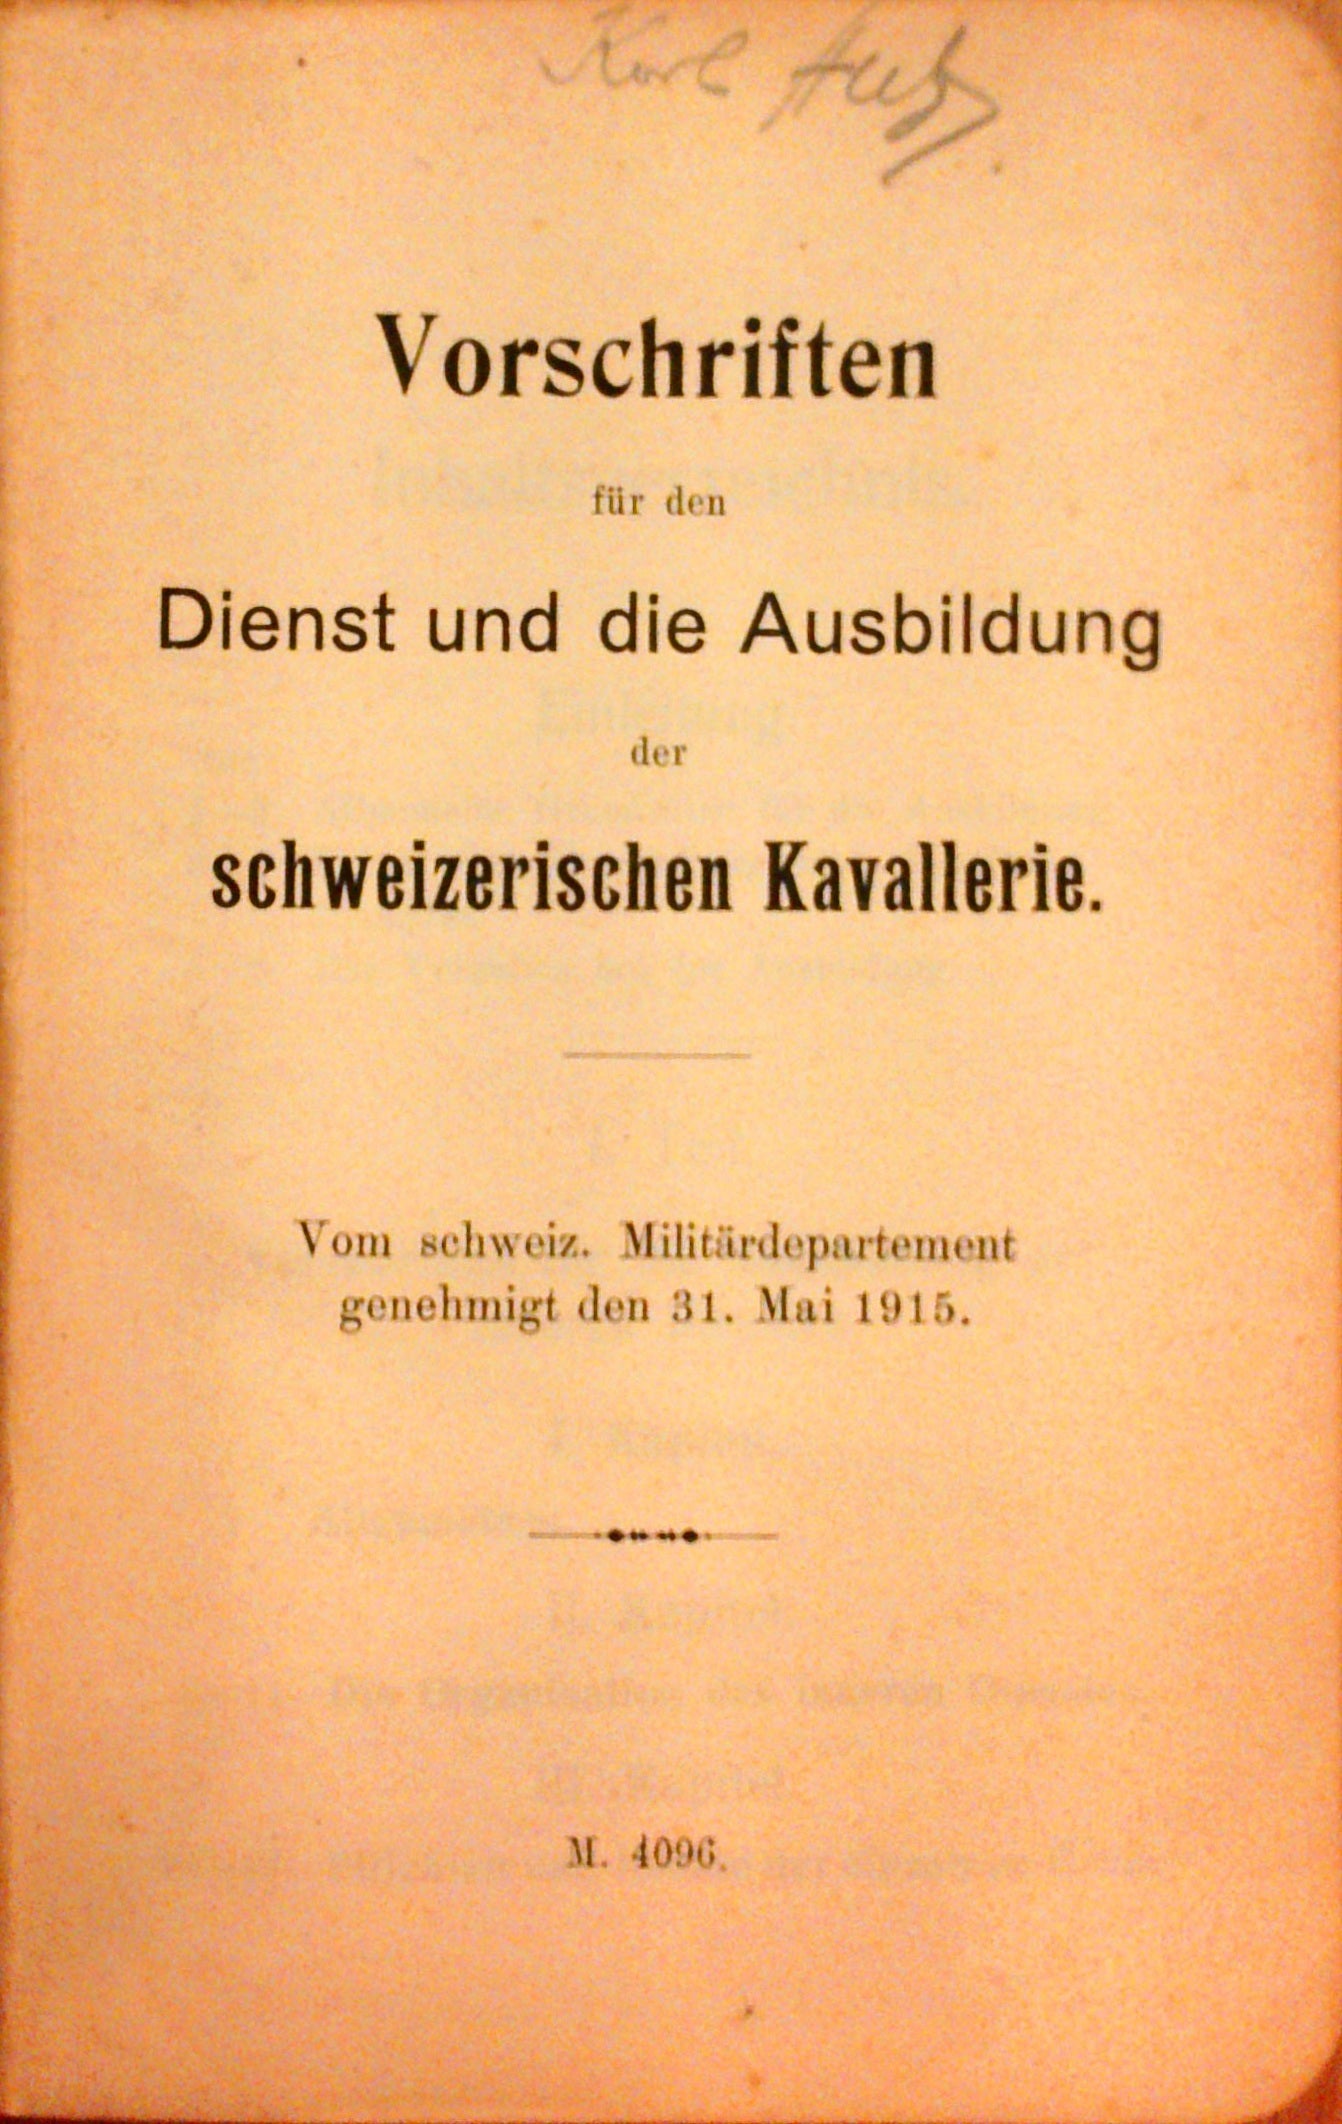 Karl
Vorschriften
für den
Dienst und die Ausbildung
der
schweizerischen Kavallerie.
Vom schweiz. Militärdepartement
genehmigt den 31. Mai 1915.
M. 4096.